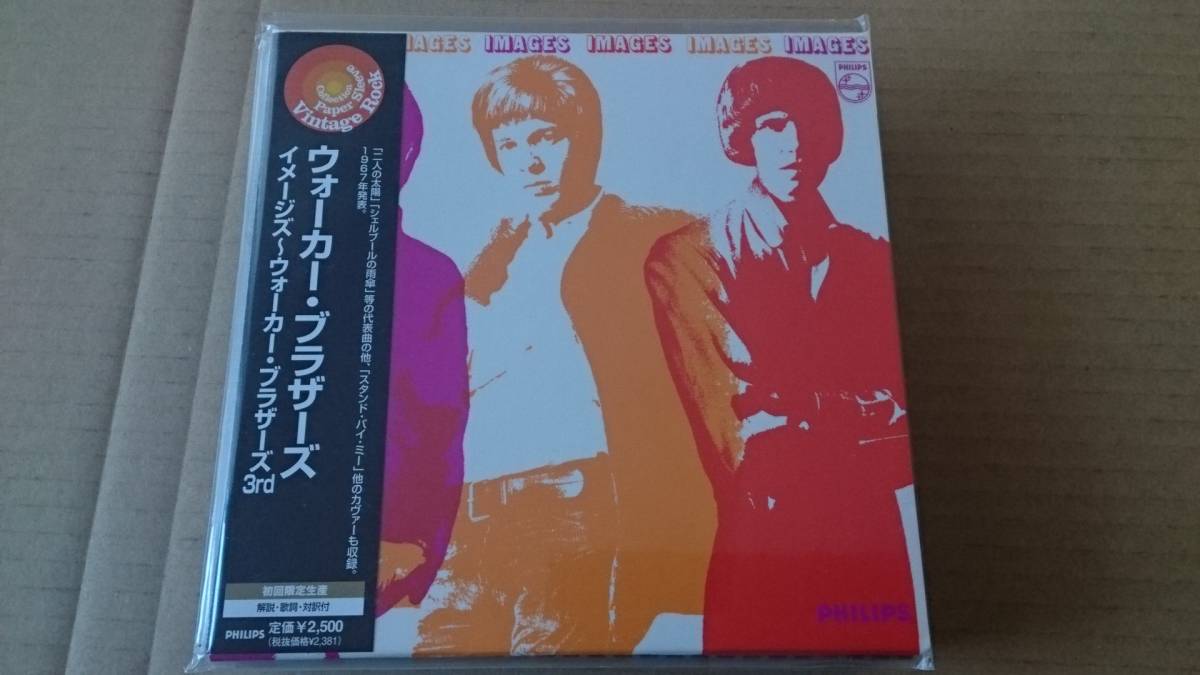 IMAGES IMAGES IMAGES IMAGES IMAGES
PHILIPS
Vintage Rock
Paper Sleeve
Collection
ウォーカー・ブラザーズ
イメージズ〜ウォーカー・ブラザーズ 3rd
「二人の太陽」「シェルブールの雨傘」等の代表曲の他、「スタンド・バイ・ミー」他のカヴァーも収録。
1967年発表。
初回限定生産
解説・歌詞・対訳付
PHILIPS 定価¥2,500
(税抜価格¥2,381)
PHILIPS